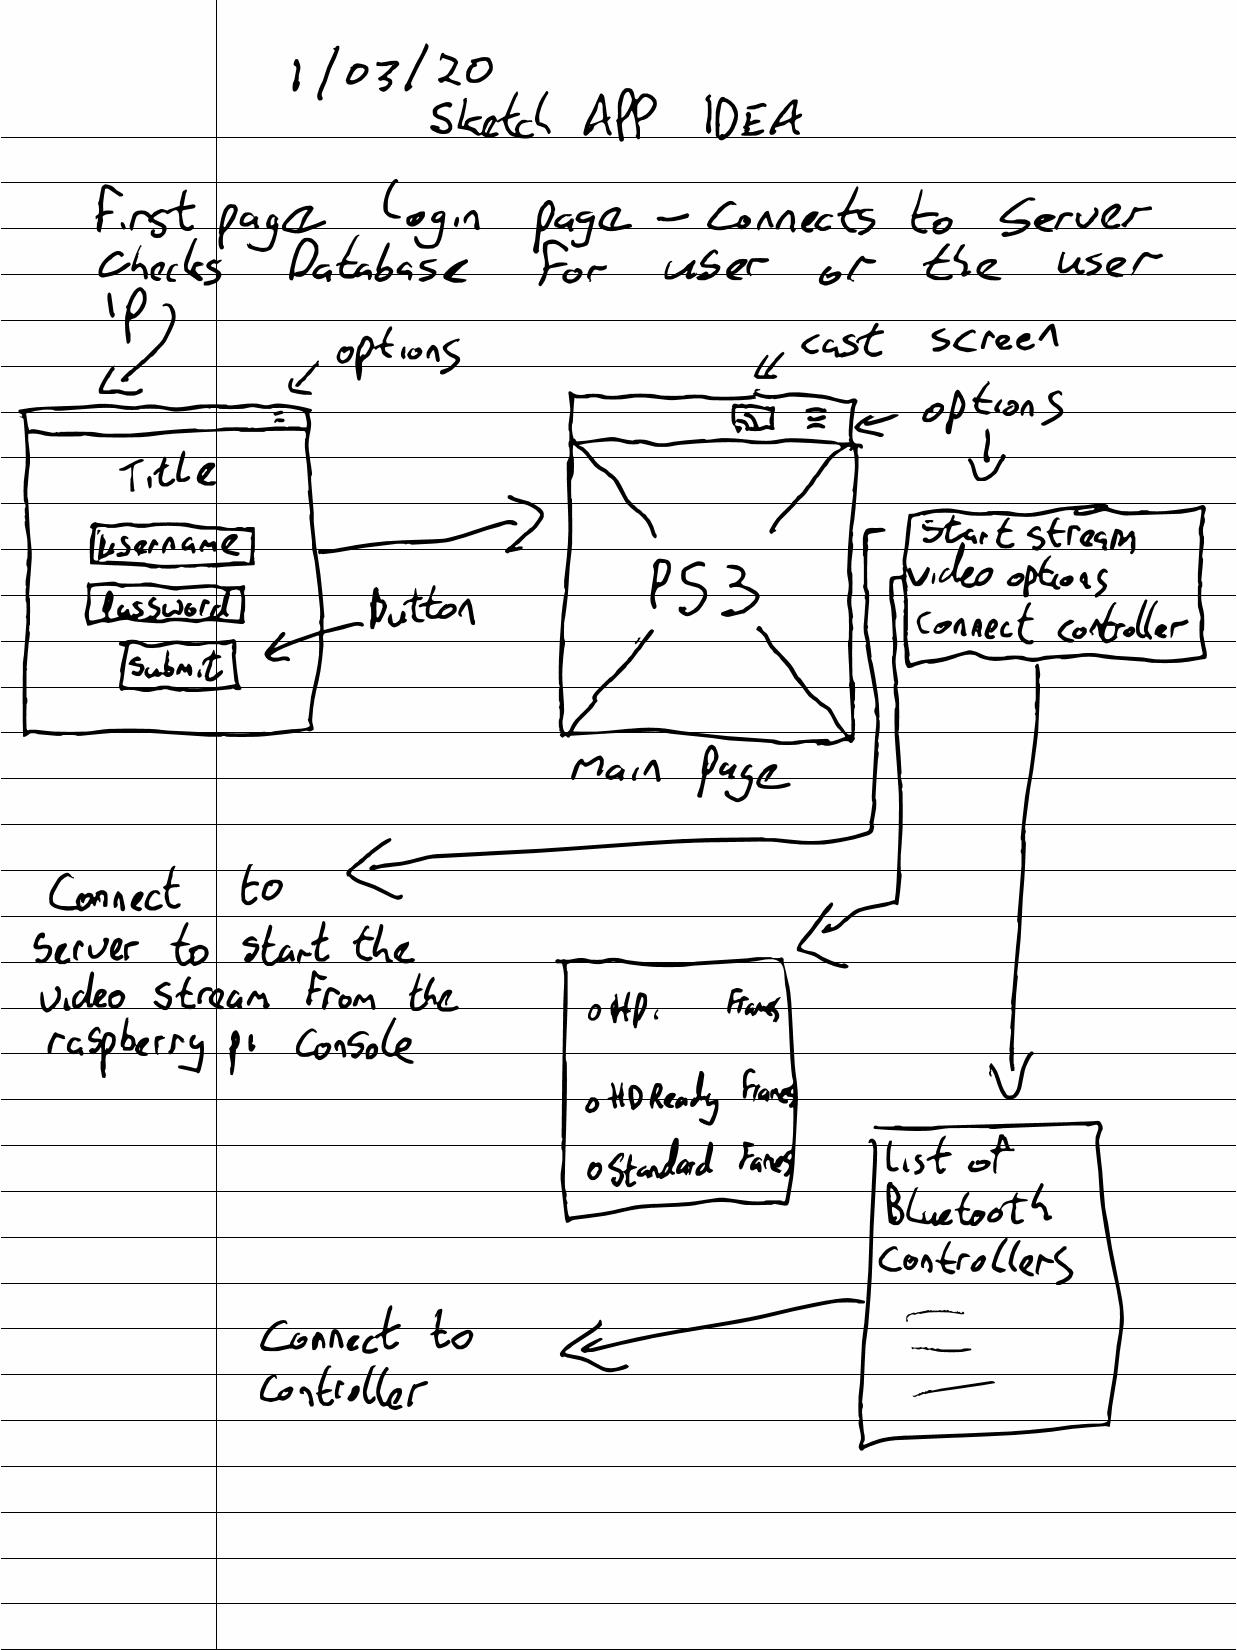 1/03/20
Sketch APP IDEA
First page Login page - Connects to Server
Checks Database For user or the user
ip
options
cast screen
options
Title
username
Password
submit
button
PS3
Main Page
Start stream
video options
Connect controller
Connect to
server to start the
video stream From the
raspberry pi Console
HD. Frames
HD Ready Frames
Standard Fames
List of
Bluetooth
Controllers
Connect to
Controller